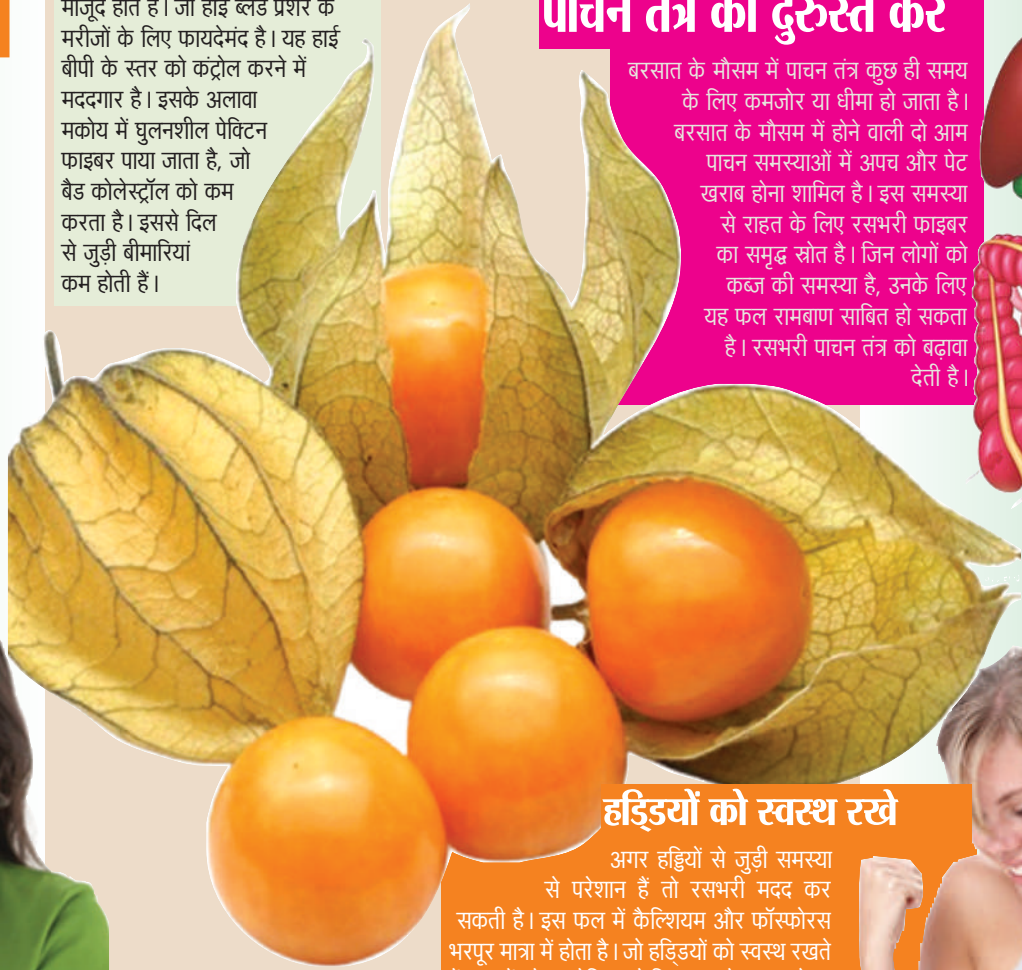 मौजूद होते हैं। जो हाई ब्लड प्रेशर के
मरीजों के लिए फायदेमंद है। यह हाई
बीपी के स्तर को कंट्रोल करने में
मददगार है। इसके अलावा
मकोय में घुलनशील पेक्टिन
फाइबर पाया जाता है, जो
बैड कोलेस्ट्रॉल को कम
करता है। इससे दिल
से जुड़ी बीमारियां
कम होती हैं।
पाचन तंत्र को दुरुस्त करे
बरसात के मौसम में पाचन तंत्र कुछ ही समय
के लिए कमजोर या धीमा हो जाता है।
बरसात के मौसम में होने वाली दो आम
पाचन समस्याओं में अपच और पेट
खराब होना शामिल है। इस समस्या
से राहत के लिए रसभरी फाइबर
का समृद्ध स्रोत है। जिन लोगों को
कब्ज की समस्या है, उनके लिए
यह फल रामबाण साबित हो सकता
है। रसभरी पाचन तंत्र को बढ़ावा
देती है।
हड्डियों को स्वस्थ रखे
अगर हड्डियों से जुड़ी समस्या
से परेशान हैं तो रसभरी मदद कर
सकती है। इस फल में कैल्शियम और फॉस्फोरस
भरपूर मात्रा में होता है। जो हड्डियों को स्वस्थ रखते